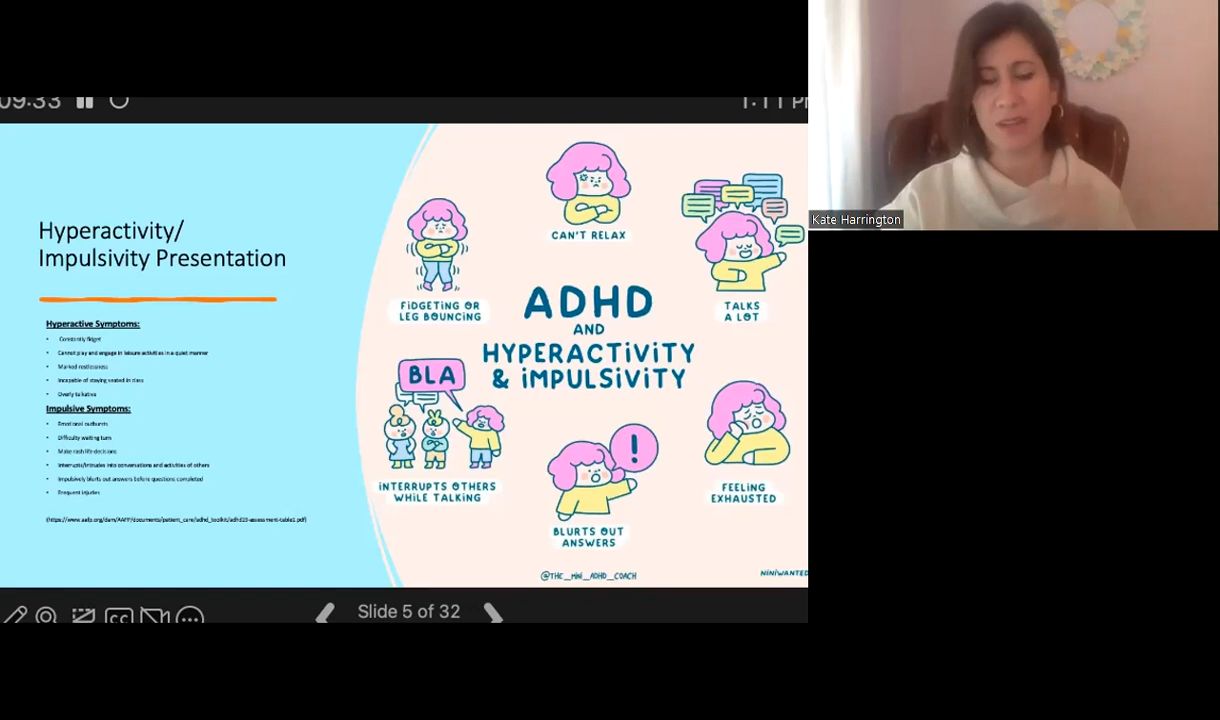 09:33
1:11 P
Hyperactivity/
Impulsivity Presentation
Hyperactive Symptoms:
Constantly fidget
Cannot play and engage in leisure activities in a quiet manner
Marked restlessness
Incapable of staying seated in class
Overly talkative
Impulsive Symptoms:
Emotional outbursts
Difficulty waiting turn
Make rash life-decisions
Interrupts/intrudes into conversations and activities of others
Impulsively blurts out answers before questions completed
Frequent injuries
CAN'T RELAX
FIDGETING OR
LEG BOUNCING
TALKS
A LOT
ADHD
AND
HYPERACTIVITY
& IMPULSIVITY
BLA
INTERRUPTS OTHERS
WHILE TALKING
!
BLURTS OUT
ANSWERS
FEELING
EXHAUSTED
@THE_MINI_ADHD_COACH
NINIWANTED
CC
Slide 5 of 32
Kate Harrington